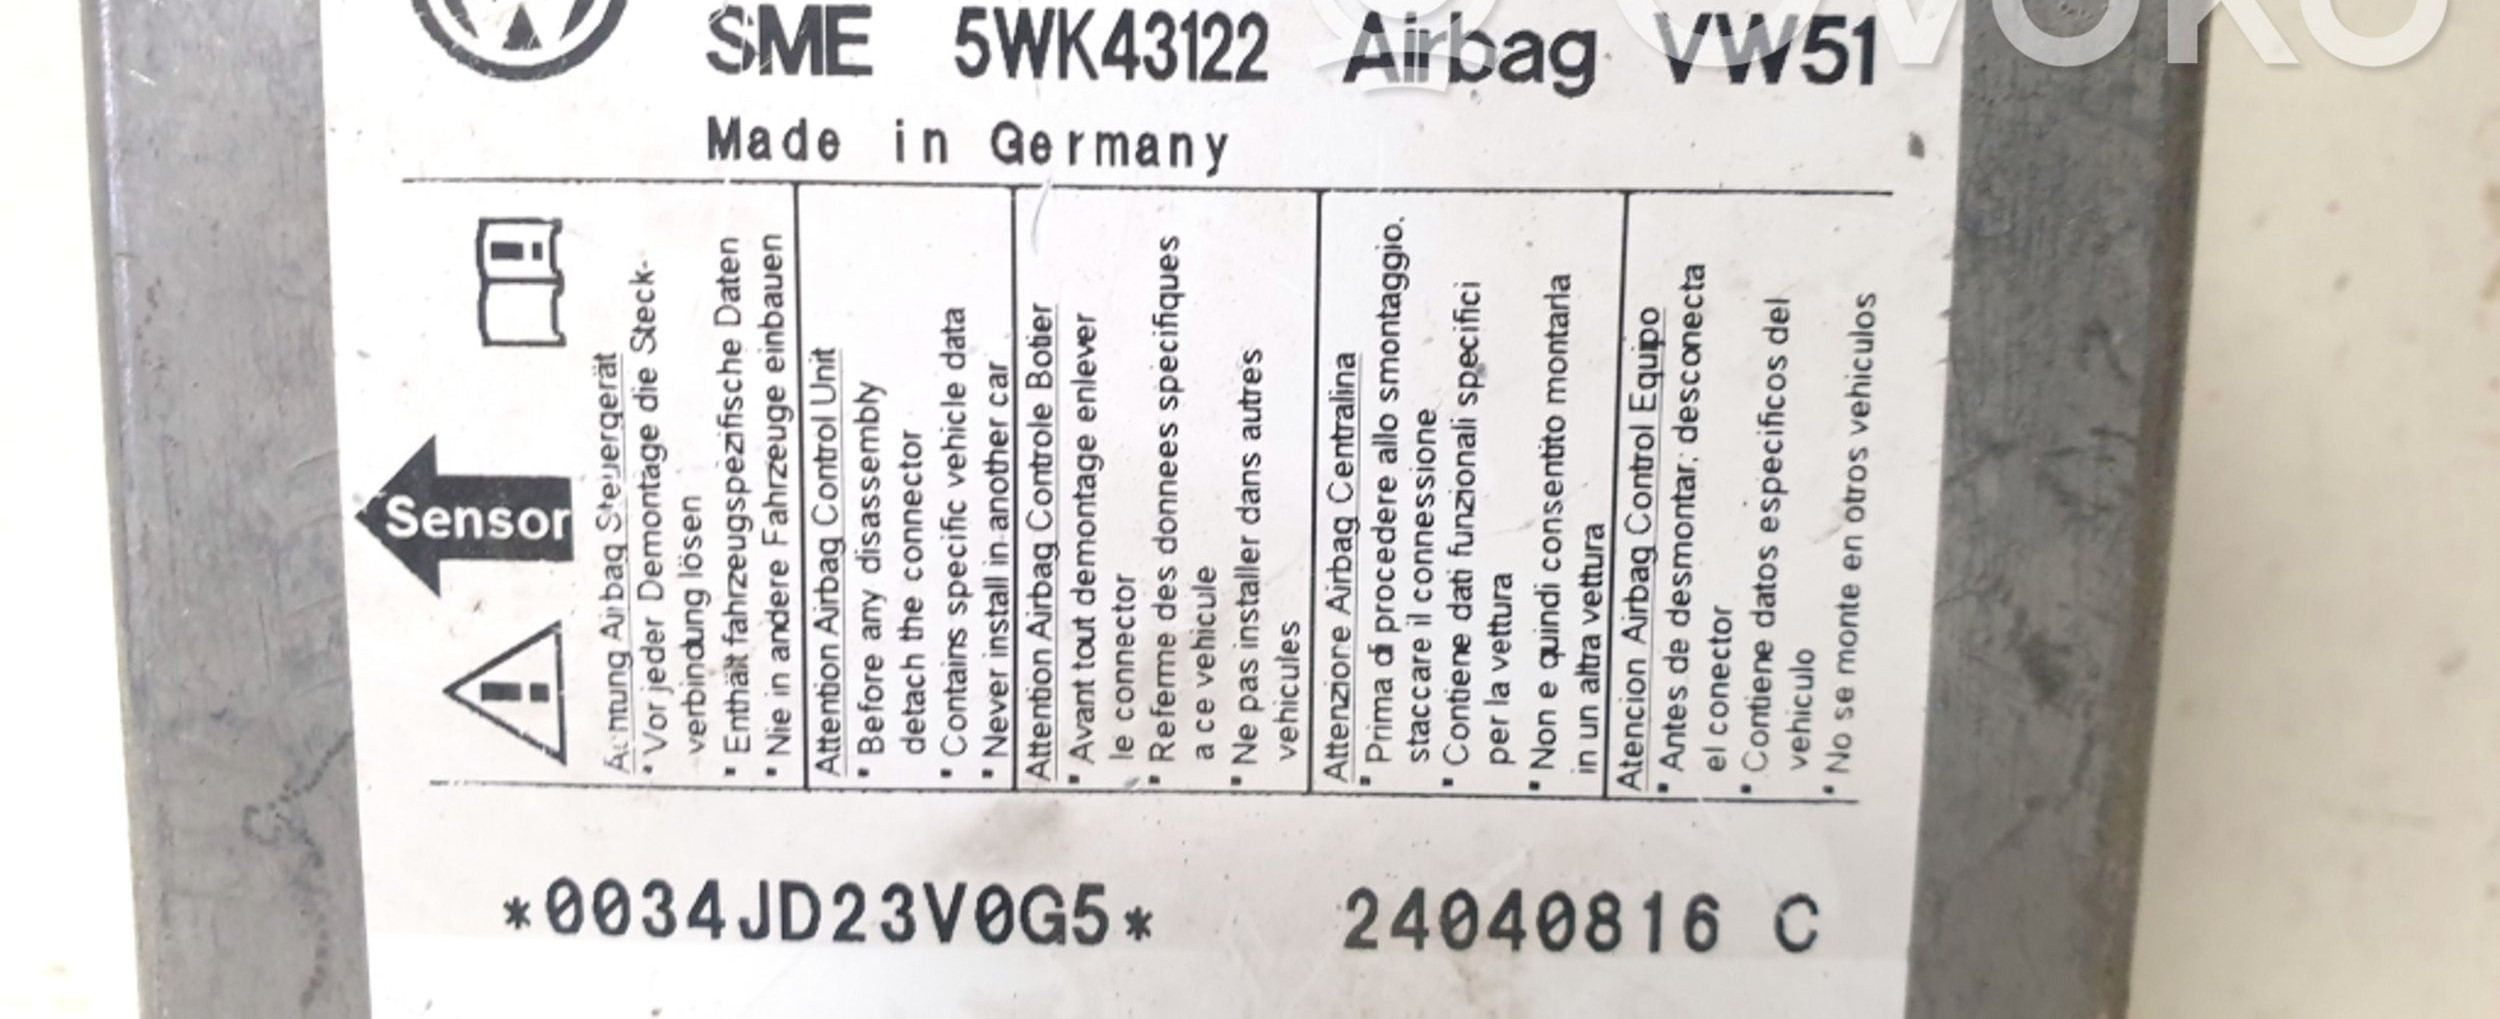 SME 5WK43122 Airbag VW51
Made in Germany
Sensor
Achtung Airbag Steuergerät
* Vor jeder Demontage die Steck-
verbindung lösen
* Enthält fahrzeugspezifische Daten
* Nie in andere Fahrzeuge einbauen
Attention Airbag Control Unit
* Before any disassembly
detach the connector
* Contains specific vehicle data
* Never install in another car
Attention Airbag Controle Botier
* Avant tout demontage enlever
le connector
* Referme des donnees specifiques
a ce vehicule
* Ne pas installer dans autres
vehicules
Attenzione Airbag Centralina
* Prima di procedere allo smontaggio.
staccare il connessione
* Contiene dati funzionali specifici
per la vettura
* Non e quindi consentito montarla
in un altra vettura
Atencion Airbag Control Equipo
* Antes de desmontar; desconecta
el conector
* Contiene datos especificos del
vehiculo
* No se monte en otros vehiculos
*0034JD23V0G5* 24040816 C